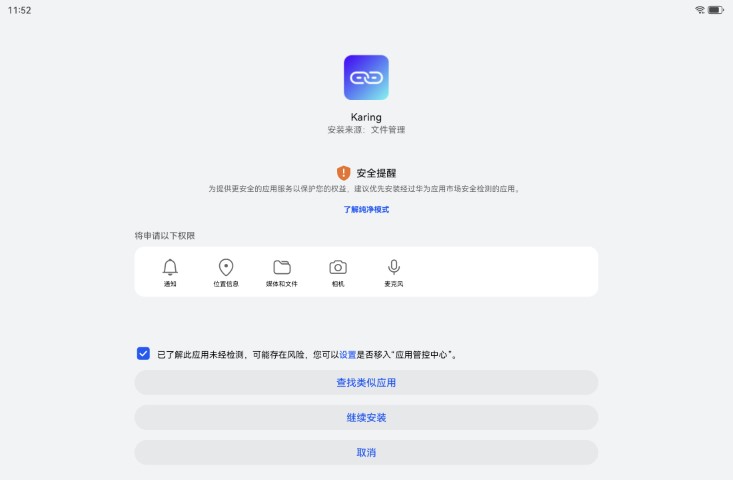 11:52
Karing
安装来源：文件管理
安全提醒
为提供更安全的应用服务以保护您的权益，建议优先安装经过华为应用市场安全检测的应用。
了解纯净模式
将申请以下权限
通知
位置信息
媒体和文件
相机
麦克风
已了解此应用未经检测，可能存在风险，您可以设置是否移入“应用管控中心”。
查找类似应用
继续安装
取消